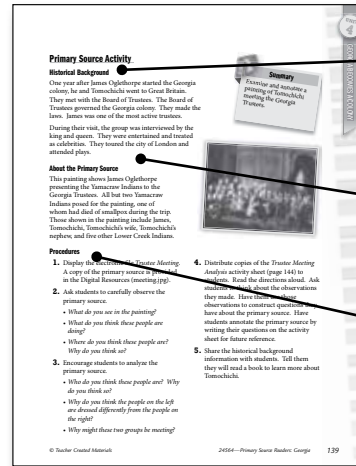 Primary Source Activity
Historical Background
One year after James Oglethorpe started the Georgia
colony, he and Tomochichi went to Great Britain.
They met with the Board of Trustees. The Board of
Trustees governed the Georgia colony. They made the
laws. James was one of the most active trustees.
During their visit, the group was interviewed by the
king and queen. They were entertained and treated
as celebrities. They toured the city of London and
attended plays.
Summary
Examine and annotate a
painting of Tomochichi
meeting the Georgia
Trustees.
About the Primary Source
This painting shows James Oglethorpe
presenting the Yamacraw Indians to the
Georgia Trustees. All but two Yamacraw
Indians posed for the painting, one of
whom had died of smallpox during the trip.
Those shown in the painting include James,
Tomochichi, Tomochichi's wife, Tomochichi's
nephew, and five other Lower Creek Indians.
Procedures
1. Display the electronic file Trustee Meeting.
A copy of the primary source is provided
in the Digital Resources (meeting.jpg).
2. Ask students to carefully observe the
primary source.
• What do you see in the painting?
• What do you think these people are
doing?
• Where do you think these people are?
Why do you think so?
3. Encourage students to analyze the
primary source.
• Who do you think these people are? Why
do you think so?
• Why do you think the people on the left
are dressed differently from the people on
the right?
• Why might these two groups be meeting?
4. Distribute copies of the Trustee Meeting
Analysis activity sheet (page 144) to
students. Read the directions aloud. Ask
students to think about the observations
they made. Have them use those
observations to construct questions they
have about the primary source. Have
students annotate the primary source by
writing their questions on the activity
sheet for future reference.
5. Share the historical background
information with students. Tell them
they will read a book to learn more about
Tomochichi.
© Teacher Created Materials
24564—Primary Source Readers: Georgia
139